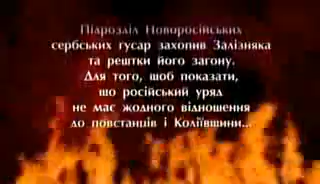 Підрозділ Новоросійських
сербських гусар захопив Залізняка
та рештки його загону.
Для того, щоб показати,
що російський уряд
не має жодного відношення
до повстанців і Коліївщини...